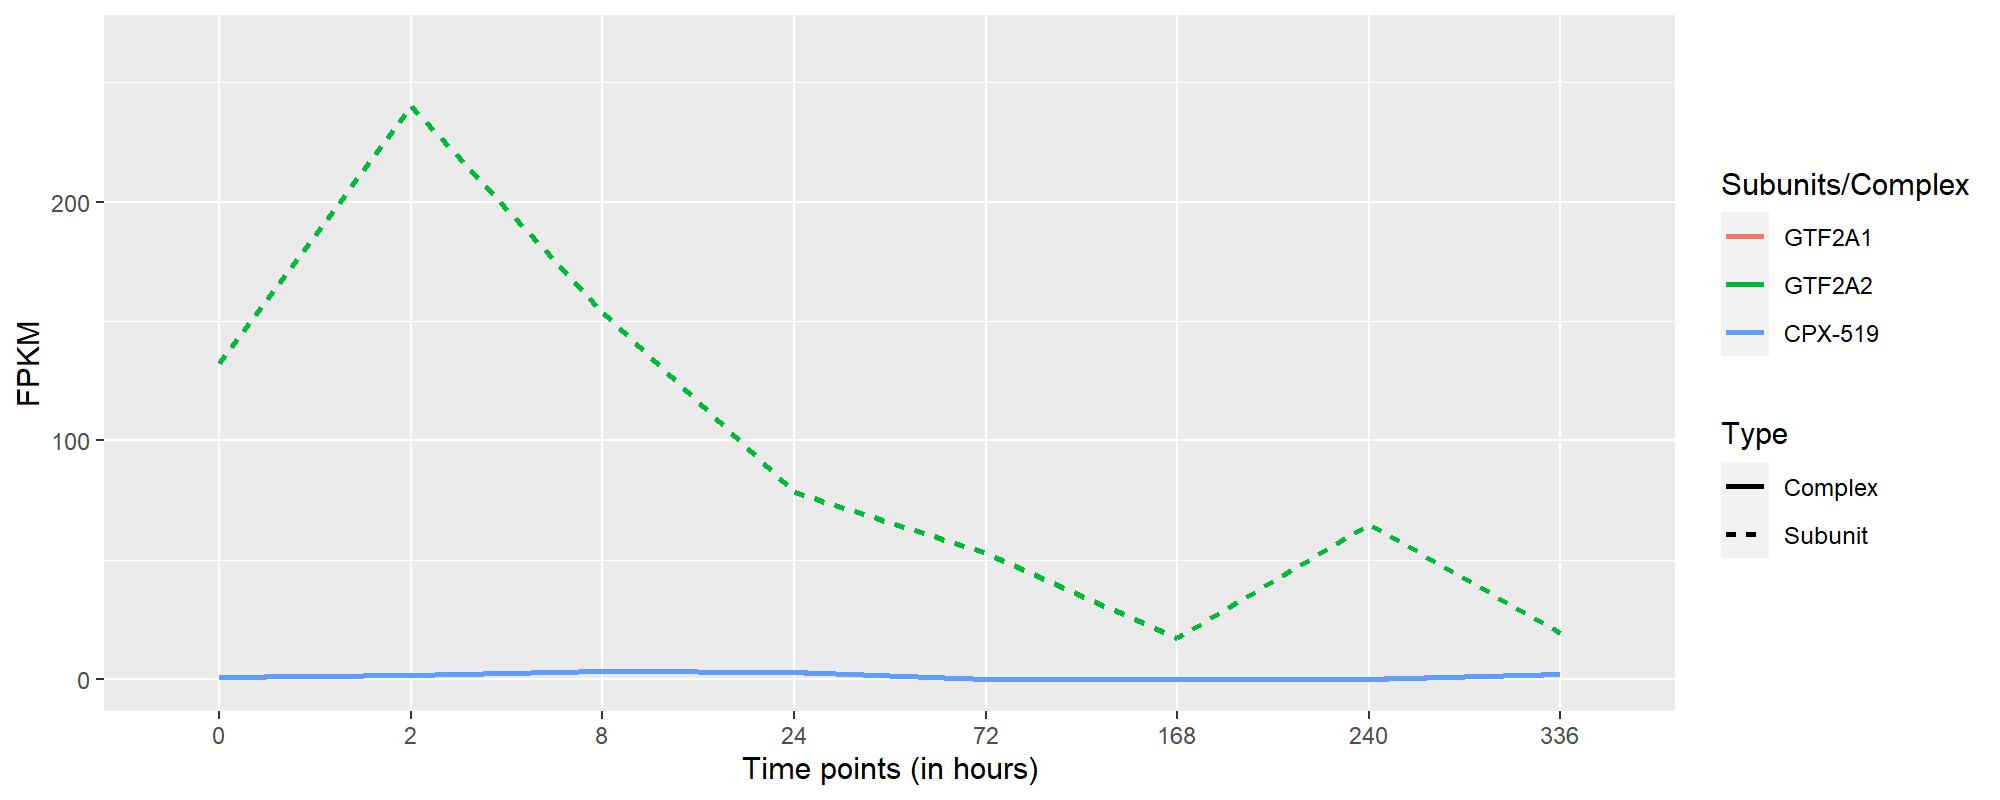 200
100
0
FPKM
0 2 8 24 72 168 240 336
Time points (in hours)
Subunits/Complex
GTF2A1
GTF2A2
CPX-519
Type
Complex
Subunit